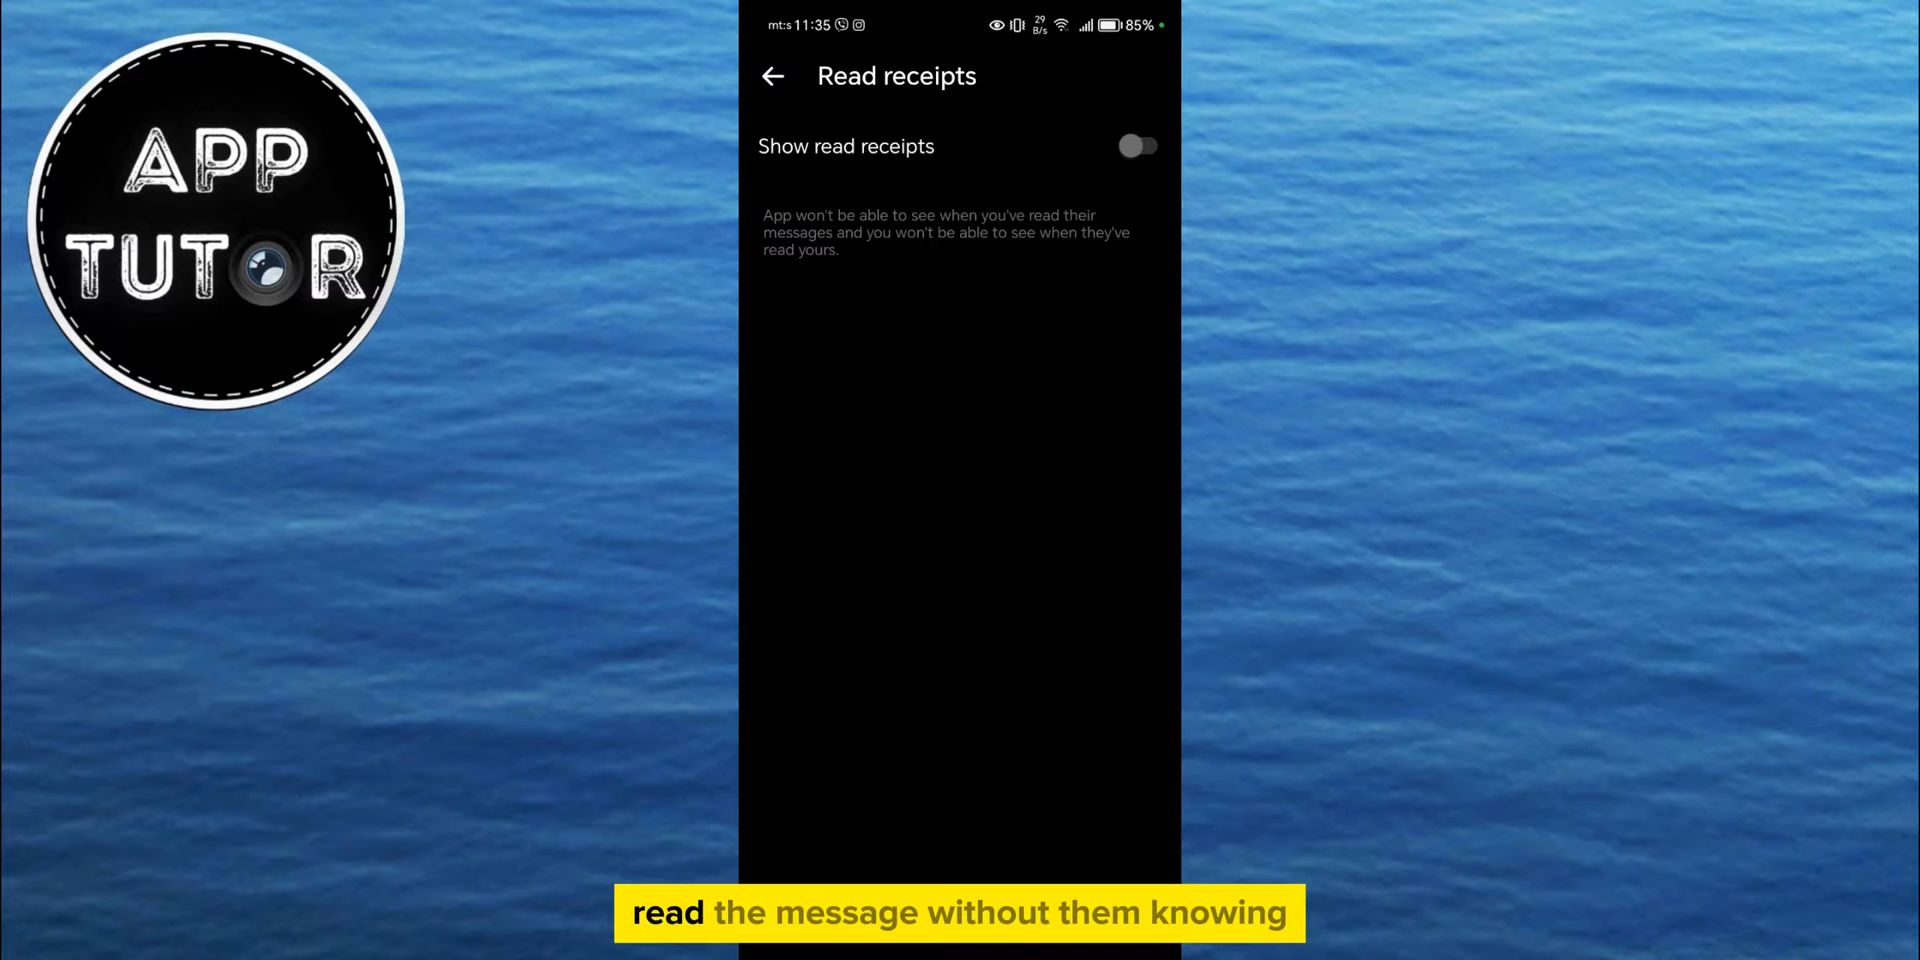 APP
TUTOR
mt:s 11:35
29
B/s
85%
Read receipts
Show read receipts
App won't be able to see when you've read their
messages and you won't be able to see when they've
read yours.
read the message without them knowing